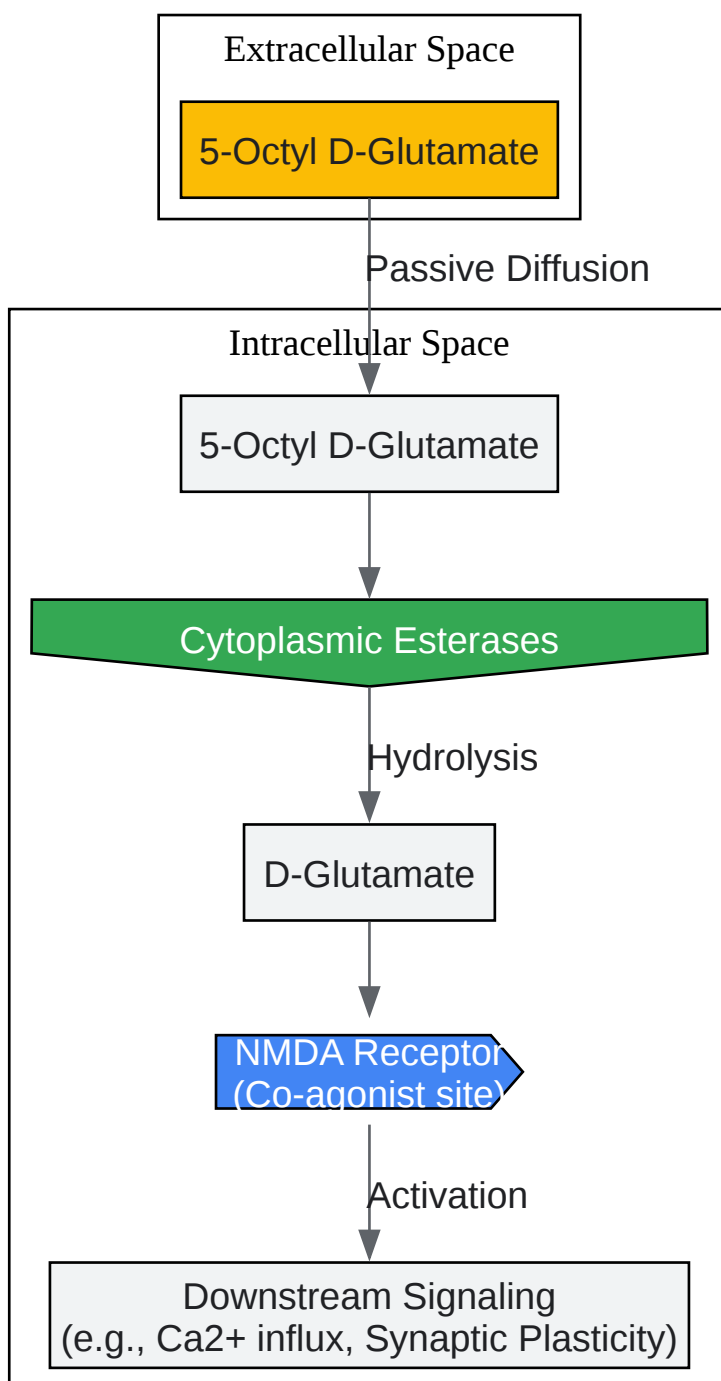 Extracellular Space
5-Octyl D-Glutamate
Passive Diffusion
Intracellular Space
5-Octyl D-Glutamate
Cytoplasmic Esterases
Hydrolysis
D-Glutamate
NMDA Receptor
(Co-agonist site)
Activation
Downstream Signaling
(e.g., Ca2+ influx, Synaptic Plasticity)